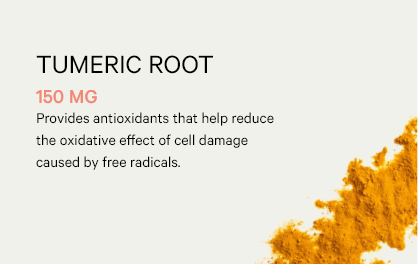 TUMERIC ROOT
150 MG
Provides antioxidants that help reduce
the oxidative effect of cell damage
caused by free radicals.